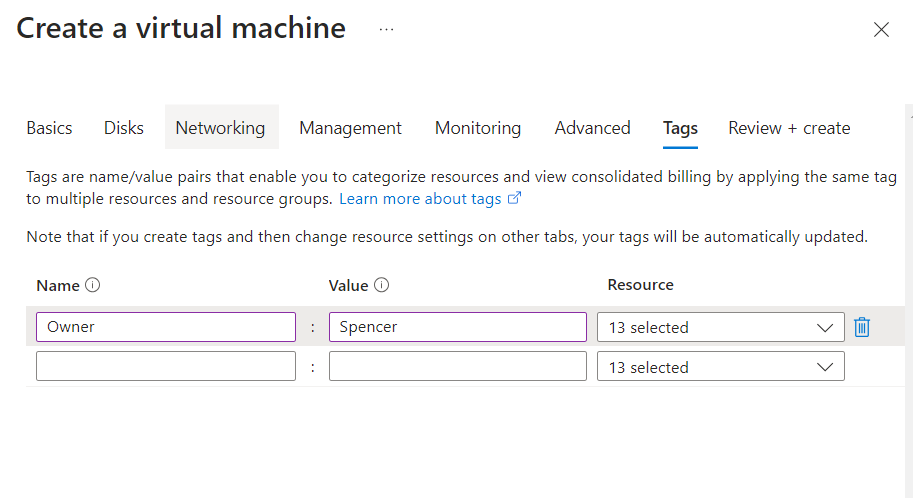 Create a virtual machine ...
Basics Disks Networking Management Monitoring Advanced Tags Review + create
Tags are name/value pairs that enable you to categorize resources and view consolidated billing by applying the same tag
to multiple resources and resource groups. Learn more about tags
Note that if you create tags and then change resource settings on other tabs, your tags will be automatically updated.
Name Value Resource
Owner : Spencer 13 selected
: 13 selected